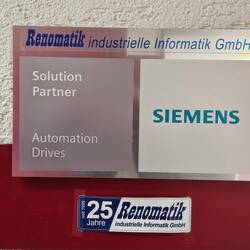 Renomatik industrielle Informatik GmbH
Solution
Partner
Automation
Drives
SIEMENS
25
Jahre
Renomatik
industrielle Informatik GmbH